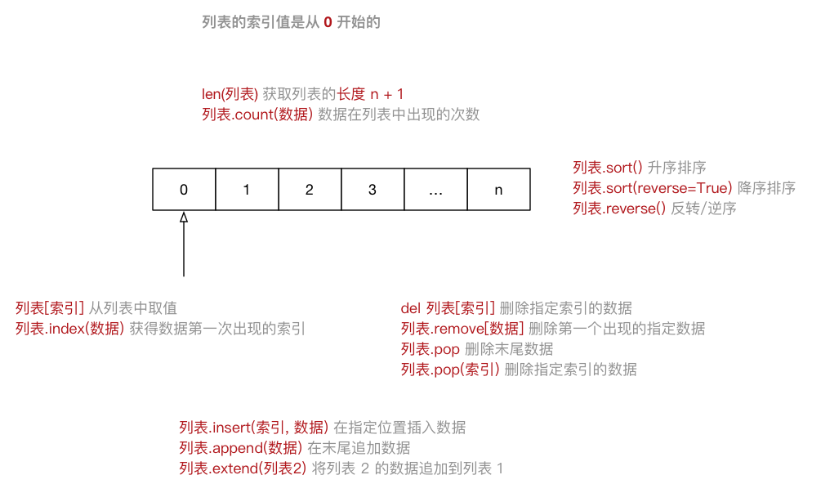 列表的索引值是从 0 开始的
len(列表) 获取列表的长度 n + 1
列表.count(数据) 数据在列表中出现的次数
0 1 2 3 ... n
列表.sort() 升序排序
列表.sort(reverse=True) 降序排序
列表.reverse() 反转/逆序
列表[索引] 从列表中取值
列表.index(数据) 获得数据第一次出现的索引
del 列表[索引] 删除指定索引的数据
列表.remove[数据] 删除第一个出现的指定数据
列表.pop 删除末尾数据
列表.pop(索引) 删除指定索引的数据
列表.insert(索引, 数据) 在指定位置插入数据
列表.append(数据) 在末尾追加数据
列表.extend(列表2) 将列表 2 的数据追加到列表 1